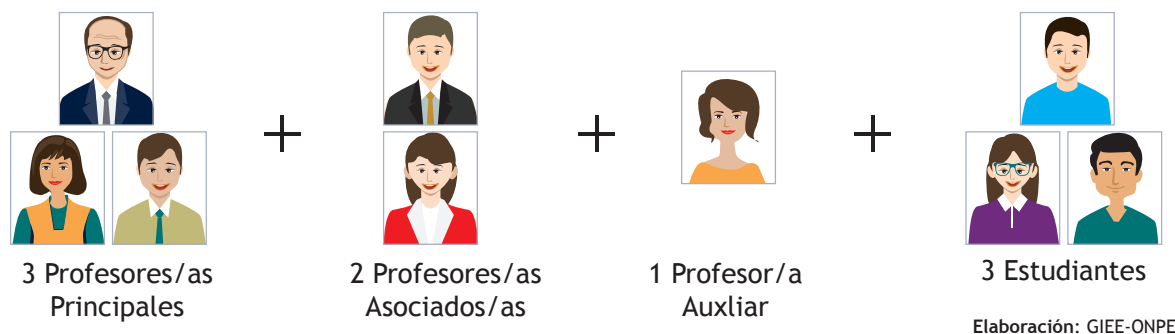 3 Profesores/as
Principales
2 Profesores/as
Asociados/as
1 Profesor/a
Auxliar
3 Estudiantes
Elaboración: GIEE-ONPE